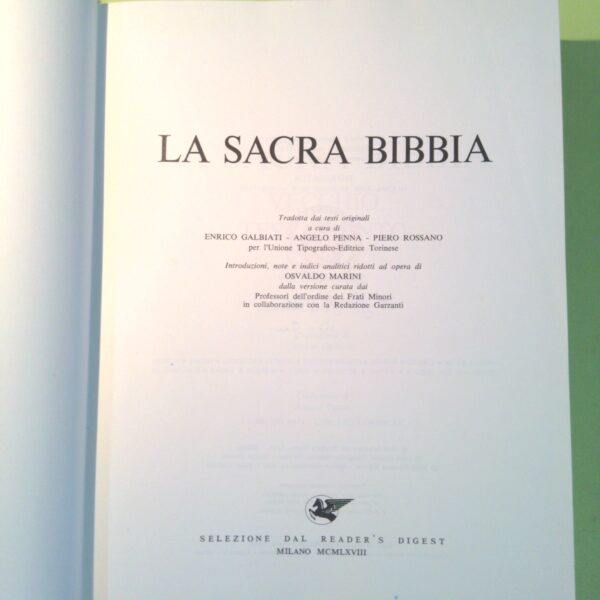 LA SACRA BIBBIA
Tradotta dai testi originali
a cura di
ENRICO GALBIATI - ANGELO PENNA - PIERO ROSSANO
per l'Unione Tipografico-Editrice Torinese
Introduzioni, note e indici analitici ridotti ad opera di
OSVALDO MARINI
dalla versione curata dai
Professori dell'ordine dei Frati Minori
in collaborazione con la Redazione Garzanti
SELEZIONE DAL READER'S DIGEST
MILANO MCMLXVIII